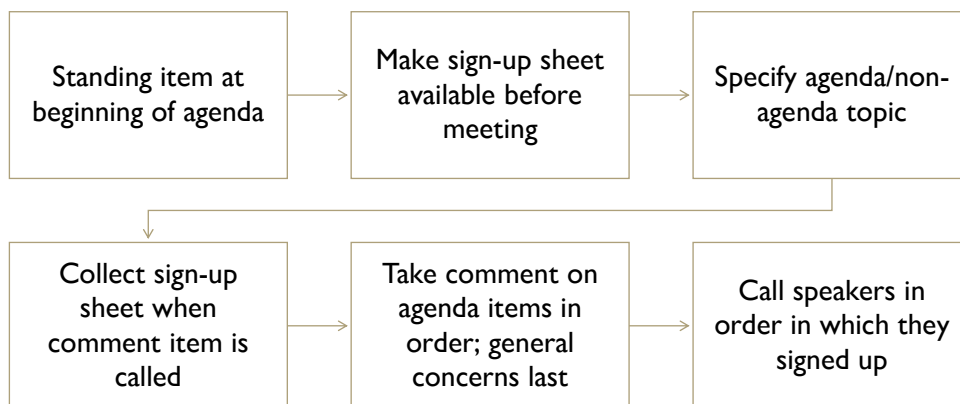 Standing item at
beginning of agenda
Make sign-up sheet
available before
meeting
Specify agenda/non-
agenda topic
Collect sign-up
sheet when
comment item is
called
Take comment on
agenda items in
order; general
concerns last
Call speakers in
order in which they
signed up